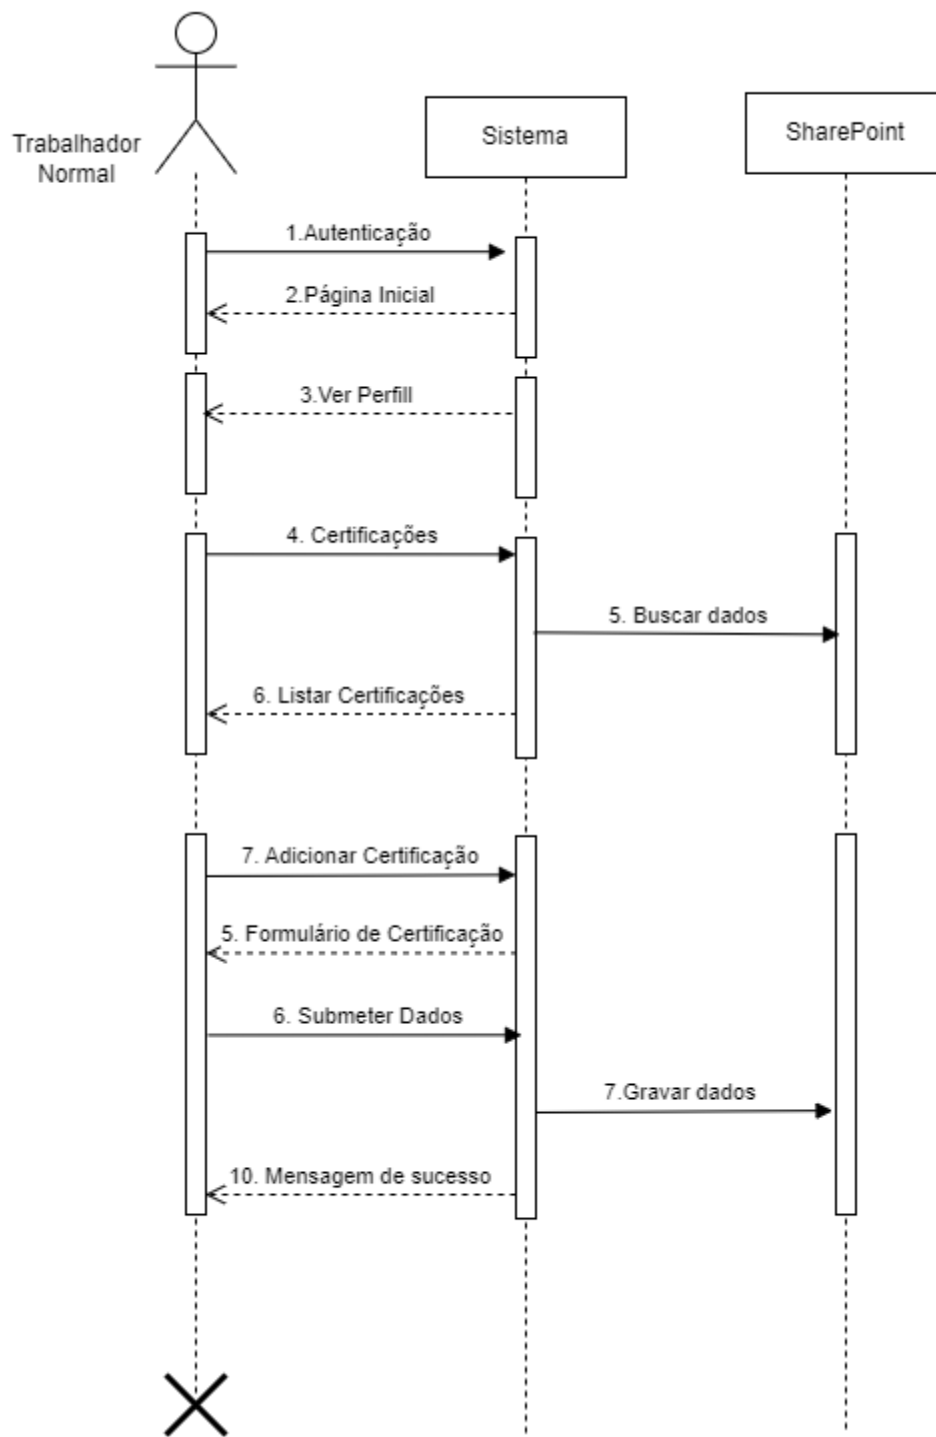 Trabalhador
Normal
Sistema
SharePoint
1.Autenticação
2.Página Inicial
3.Ver Perfill
4. Certificações
5. Buscar dados
6. Listar Certificações
7. Adicionar Certificação
5. Formulário de Certificação
6. Submeter Dados
7.Gravar dados
10. Mensagem de sucesso